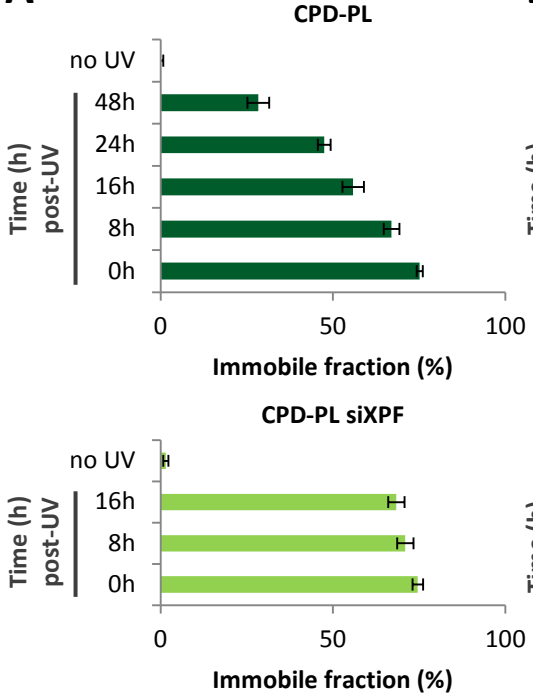 CPD-PL
no UV
48h
24h
16h
8h
0h
Time (h)
post-UV
0 50 100
Immobile fraction (%)
CPD-PL siXPF
no UV
16h
8h
0h
Time (h)
post-UV
0 50 100
Immobile fraction (%)